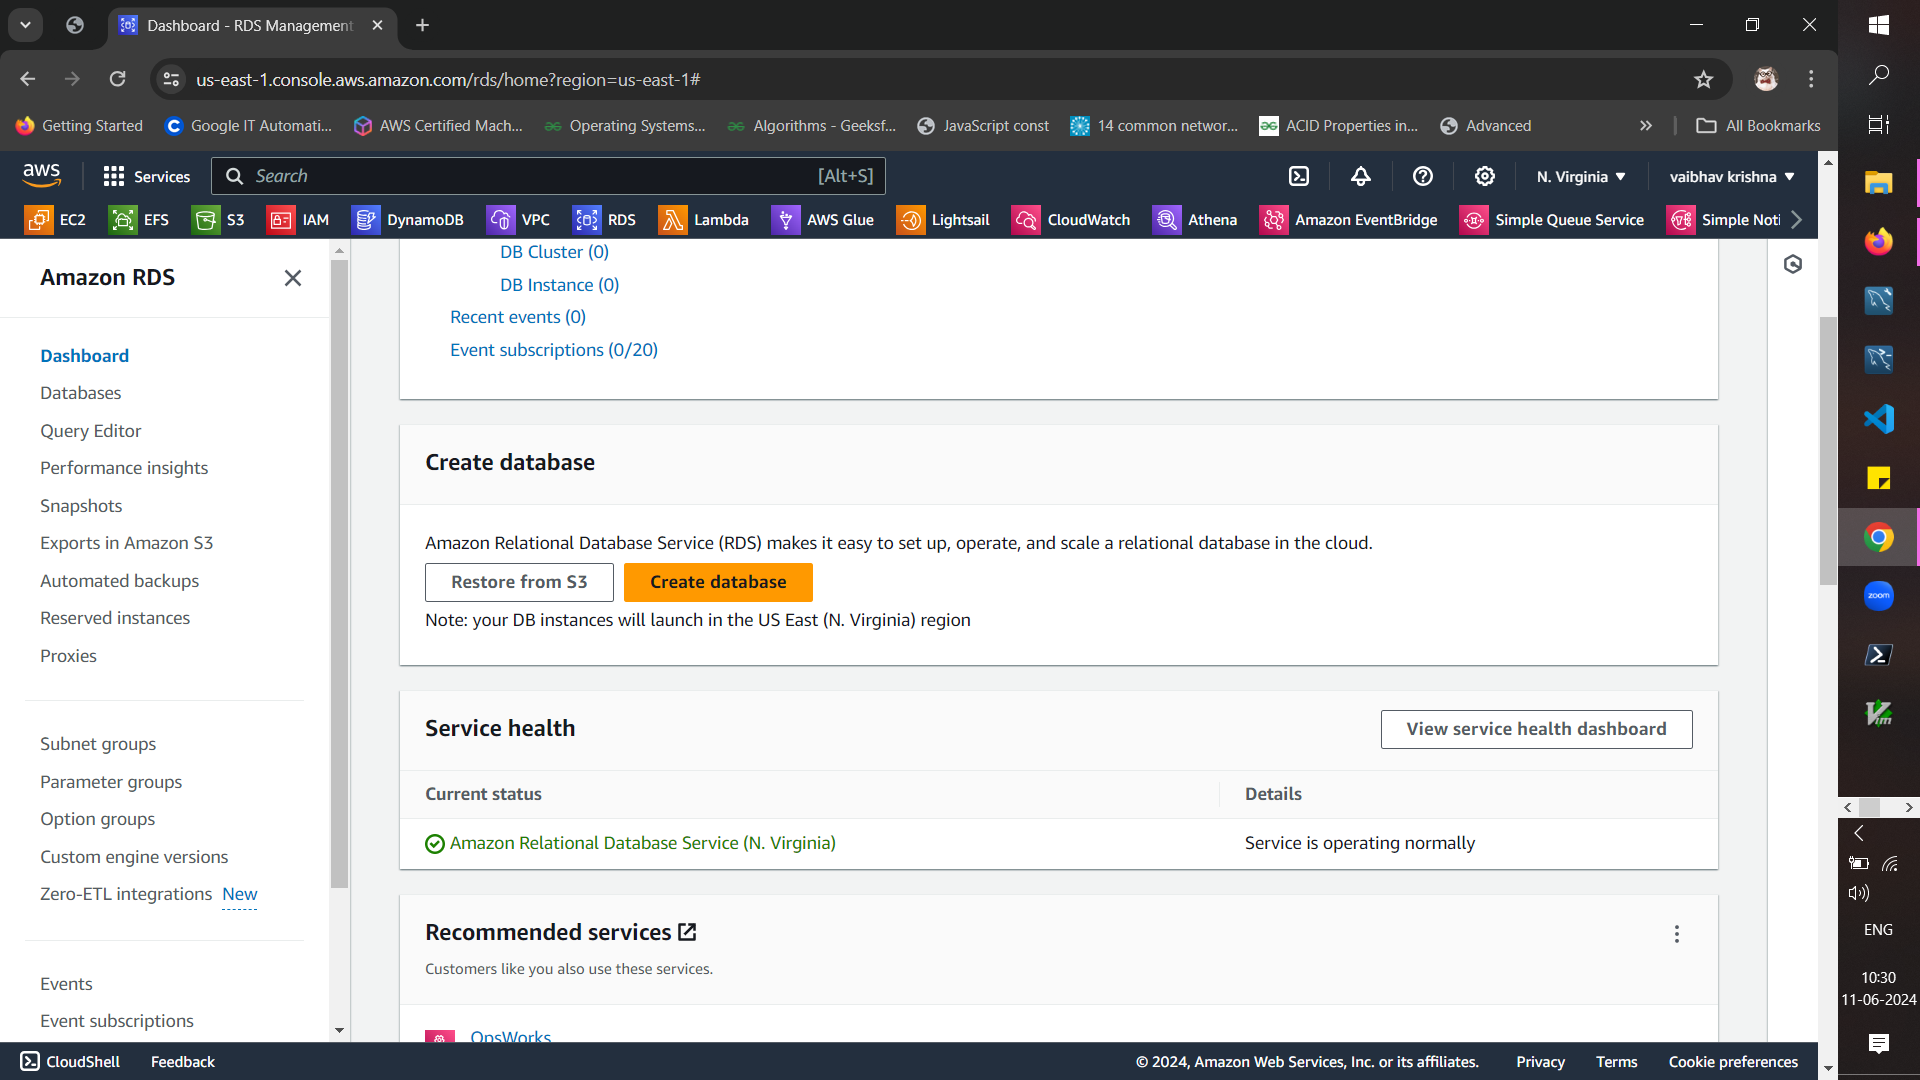 Dashboard - RDS Management
us-east-1.console.aws.amazon.com/rds/home?region=us-east-1#
Getting Started
Google IT Automati...
AWS Certified Mach...
Operating Systems...
Algorithms - Geeksf...
JavaScript const
14 common networ...
ACID Properties in...
Advanced
All Bookmarks
aws
Services
Search
[Alt+S]
N. Virginia
vaibhav krishna
EC2
EFS
S3
IAM
DynamoDB
VPC
RDS
Lambda
AWS Glue
Lightsail
CloudWatch
Athena
Amazon EventBridge
Simple Queue Service
Simple Noti
Amazon RDS
Dashboard
Databases
Query Editor
Performance insights
Snapshots
Exports in Amazon S3
Automated backups
Reserved instances
Proxies
Subnet groups
Parameter groups
Option groups
Custom engine versions
Zero-ETL integrations New
Events
Event subscriptions
DB Cluster (0)
DB Instance (0)
Recent events (0)
Event subscriptions (0/20)
Create database
Amazon Relational Database Service (RDS) makes it easy to set up, operate, and scale a relational database in the cloud.
Restore from S3
Create database
Note: your DB instances will launch in the US East (N. Virginia) region
Service health
View service health dashboard
Current status
Details
Amazon Relational Database Service (N. Virginia)
Service is operating normally
Recommended services
Customers like you also use these services.
OpsWorks
CloudShell
Feedback
© 2024, Amazon Web Services, Inc. or its affiliates.
Privacy
Terms
Cookie preferences
zoom
ENG
10:30
11-06-2024